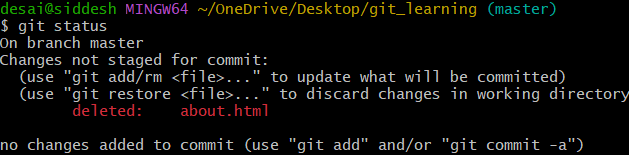 desai@siddesh MINGW64 ~/OneDrive/Desktop/git_learning (master)
$ git status
On branch master
Changes not staged for commit:
  (use "git add/rm <file>..." to update what will be committed)
  (use "git restore <file>..." to discard changes in working directory
        deleted:    about.html

no changes added to commit (use "git add" and/or "git commit -a")